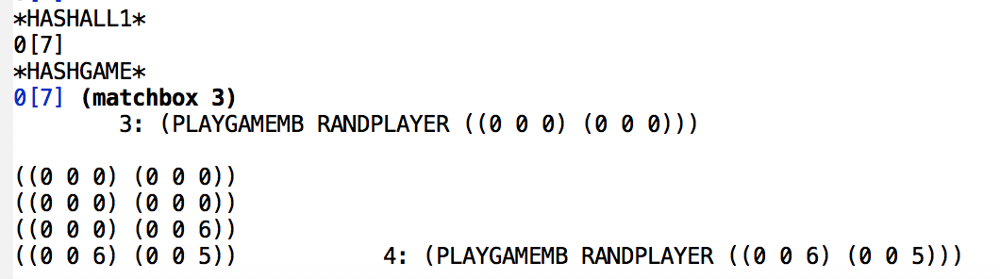 *HASHALL1*
0[7]
*HASHGAME*
0[7] (matchbox 3)
3: (PLAYGAMEMB RANDPLAYER ((0 0 0) (0 0 0)))
((0 0 0) (0 0 0))
((0 0 0) (0 0 0))
((0 0 0) (0 0 6))
((0 0 6) (0 0 5)) 4: (PLAYGAMEMB RANDPLAYER ((0 0 6) (0 0 5)))